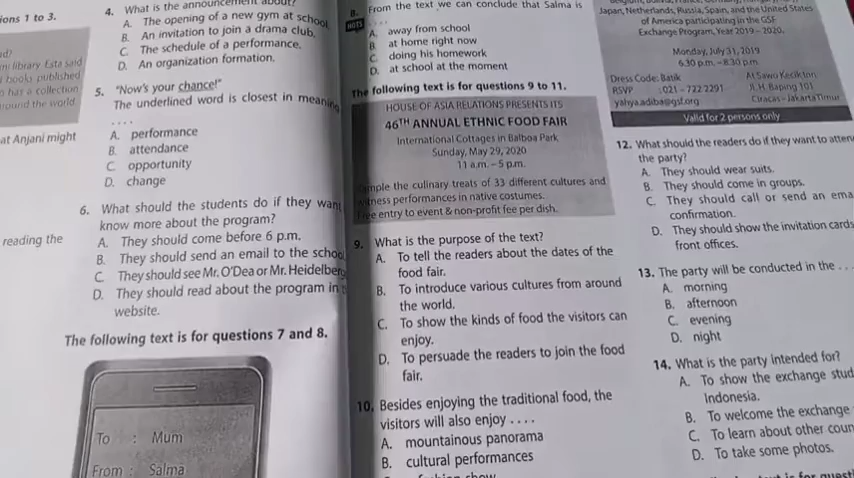 ions 1 to 3.
my library. Esta said
books published
has a collection
round the world.
at Anjani might
reading the
4. What is the announcement about?
A. The opening of a new gym at school
B. An invitation to join a drama club.
C. The schedule of a performance.
D. An organization formation.
5. "Now's your chance!"
The underlined word is closest in meaning
. . . .
A. performance
B. attendance
C. opportunity
D. change
6. What should the students do if they want
know more about the program?
A. They should come before 6 p.m.
B. They should send an email to the school
C. They should see Mr. O'Dea or Mr. Heidelberg
D. They should read about the program in
website.
The following text is for questions 7 and 8.
To : Mum
From : Salma
8. From the text we can conclude that Salma is
HOTS
. . . .
A. away from school
B. at home right now
C. doing his homework
D. at school at the moment
The following text is for questions 9 to 11.
HOUSE OF ASIA RELATIONS PRESENTS ITS
46TH ANNUAL ETHNIC FOOD FAIR
International Cottages in Balboa Park,
Sunday, May 29, 2020
11 a.m. – 5 p.m.
Sample the culinary treats of 33 different cultures and
witness performances in native costumes.
Free entry to event & non-profit fee per dish.
9. What is the purpose of the text?
A. To tell the readers about the dates of the
food fair.
B. To introduce various cultures from around
the world.
C. To show the kinds of food the visitors can
enjoy.
D. To persuade the readers to join the food
fair.
10. Besides enjoying the traditional food, the
visitors will also enjoy . . . .
A. mountainous panorama
B. cultural performances
Japan, Netherlands, Russia, Spain, and the United States
of America participating in the GSF
Exchange Program, Year 2019 – 2020.
Monday, July 31, 2019
6.30 p.m. – 8.30 p.m.
Dress Code: Batik
At Sawo Kecik Inn
RSVP : 021 – 722 2291
Jl. H. Baping 101
yahya.adiba@gsf.org
Ciracas – Jakarta Timur
Valid for 2 persons only
12. What should the readers do if they want to atten
the party?
A. They should wear suits.
B. They should come in groups.
C. They should call or send an ema
confirmation.
D. They should show the invitation cards
front offices.
13. The party will be conducted in the . . .
A. morning
B. afternoon
C. evening
D. night
14. What is the party intended for?
A. To show the exchange stud
Indonesia.
B. To welcome the exchange
C. To learn about other coun
D. To take some photos.